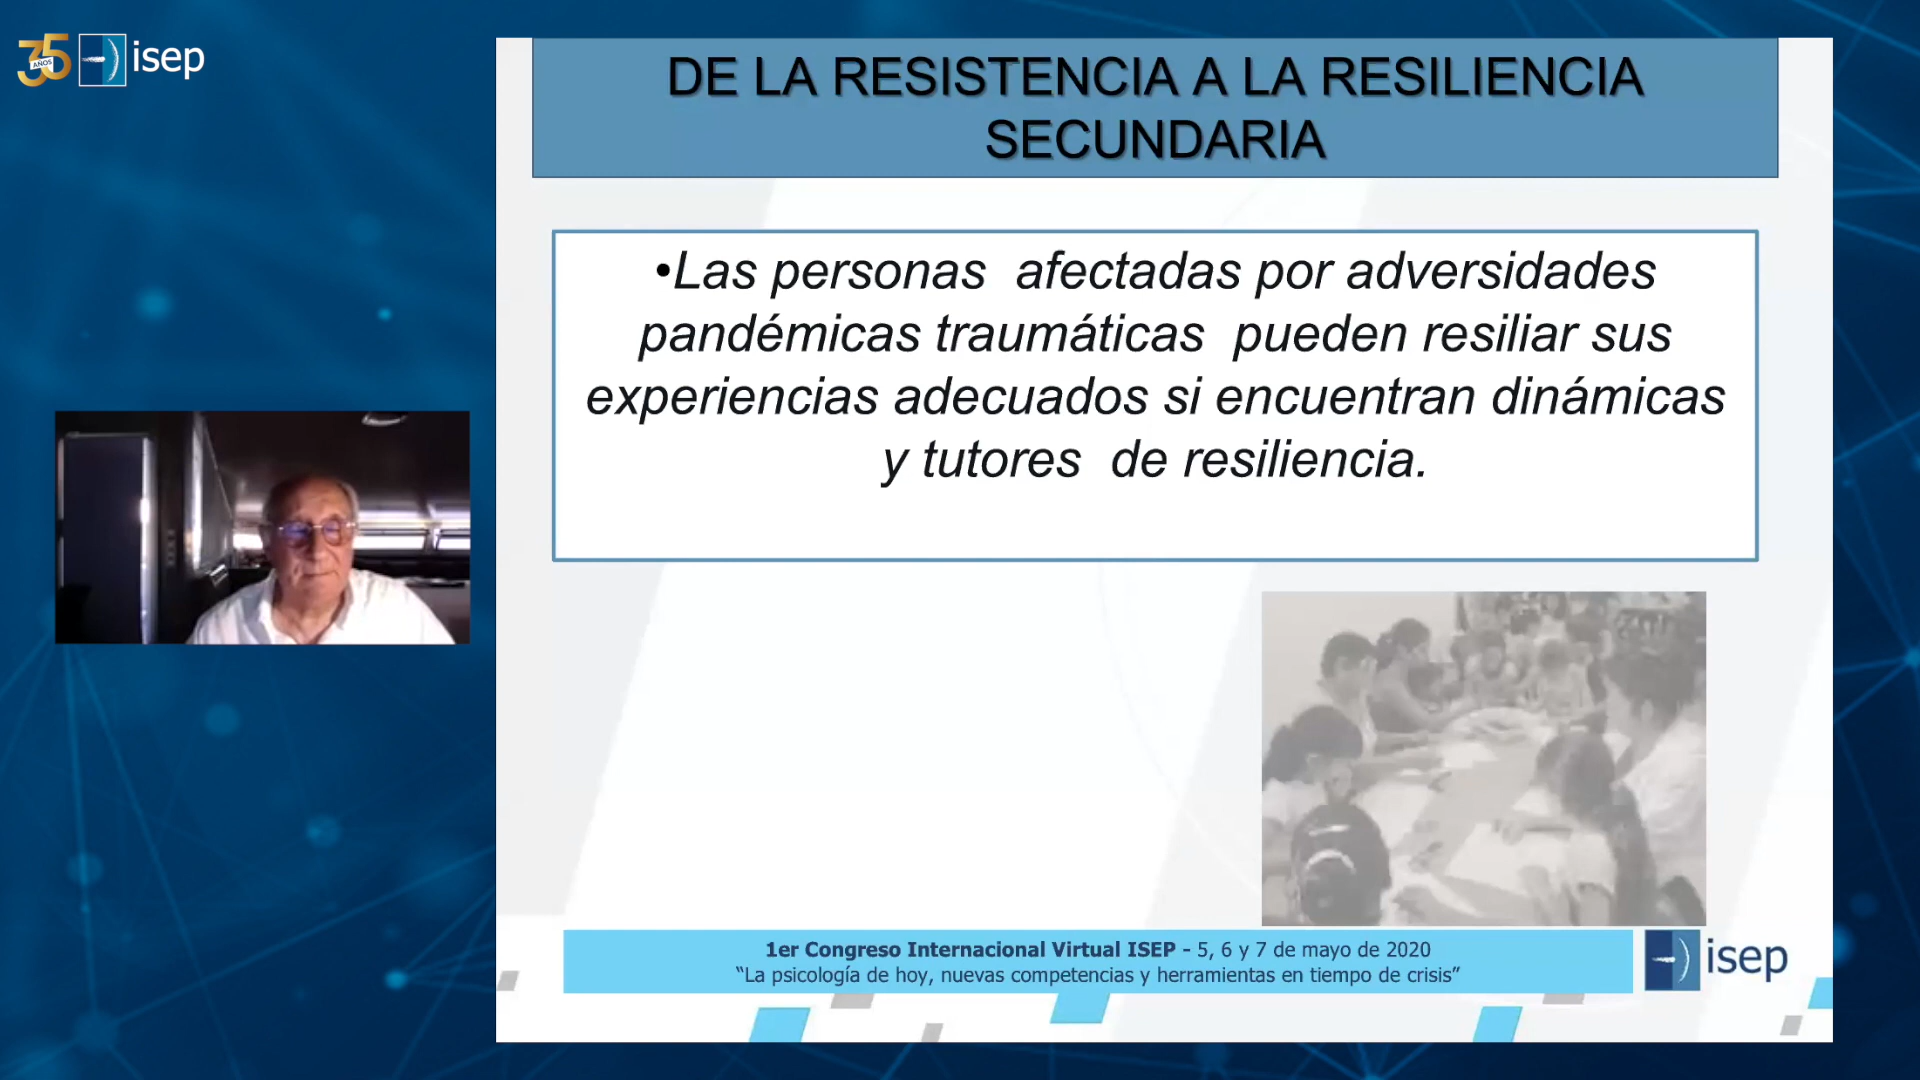 35
AÑOS
isep
DE LA RESISTENCIA A LA RESILIENCIA
SECUNDARIA
•Las personas afectadas por adversidades
pandémicas traumáticas pueden resiliar sus
experiencias adecuados si encuentran dinámicas
y tutores de resiliencia.
1er Congreso Internacional Virtual ISEP - 5, 6 y 7 de mayo de 2020
“La psicología de hoy, nuevas competencias y herramientas en tiempo de crisis”
isep